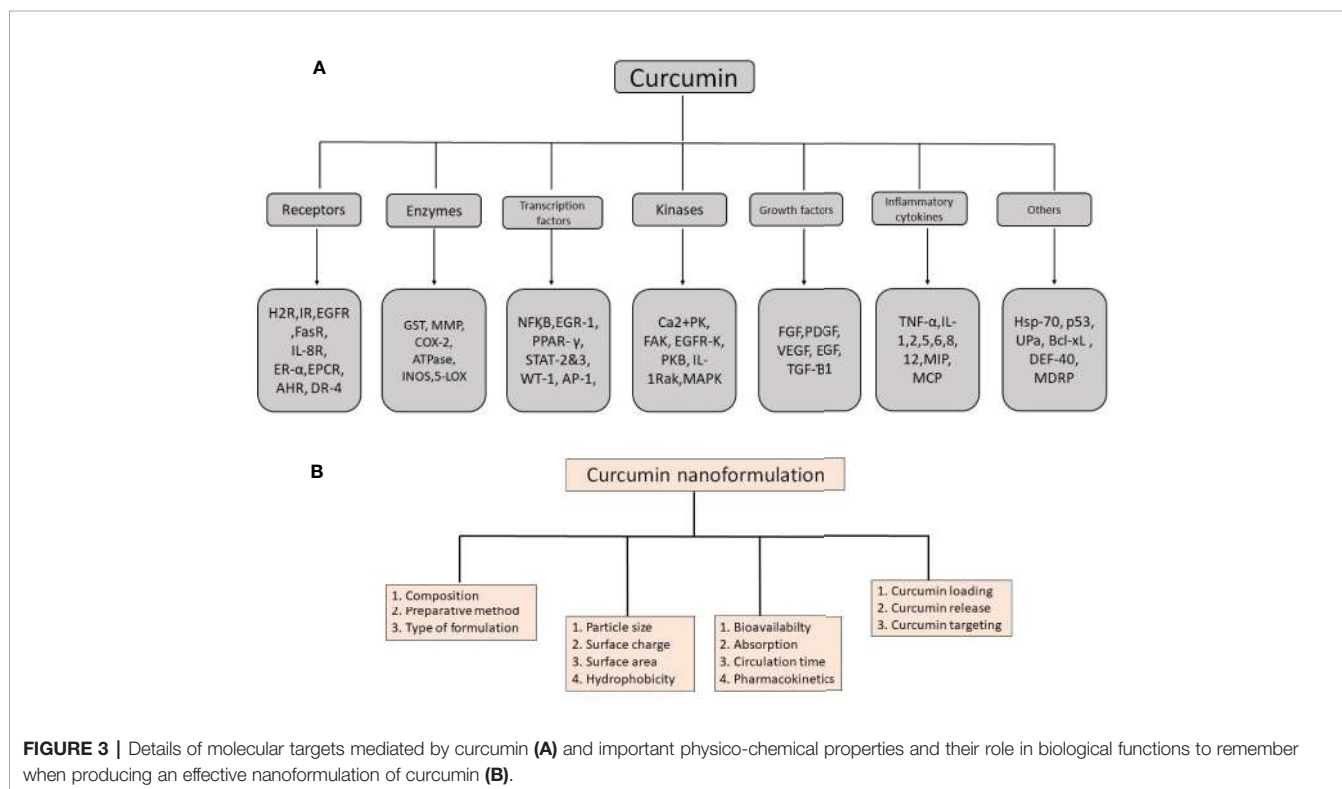 A
Curcumin
Receptors
Enzymes
Transcription
factors
Kinases
Growth factors
Inflammatory
cytokines
Others
H2R,IR,EGFR
,FasR,
IL-8R,
ER-α,EPCR,
AHR, DR-4
GST, MMP,
COX-2,
ATPase,
INOS,5-LOX
NFĶB,EGR-1,
PPAR- γ,
STAT-2&3,
WT-1, AP-1,
Ca2+PK,
FAK, EGFR-K,
PKB, IL-
1Rak,MAPK
FGF,PDGF,
VEGF, EGF,
TGF-Ɓ1
TNF-α,IL-
1,2,5,6,8,
12,MIP,
MCP
Hsp-70, p53,
UPa, Bcl-xL ,
DEF-40,
MDRP
B
Curcumin nanoformulation
1. Composition
2. Preparative method
3. Type of formulation
1. Particle size
2. Surface charge
3. Surface area
4. Hydrophobicity
1. Bioavailabilty
2. Absorption
3. Circulation time
4. Pharmacokinetics
1. Curcumin loading
2. Curcumin release
3. Curcumin targeting
FIGURE 3 | Details of molecular targets mediated by curcumin (A) and important physico-chemical properties and their role in biological functions to remember
when producing an effective nanoformulation of curcumin (B).